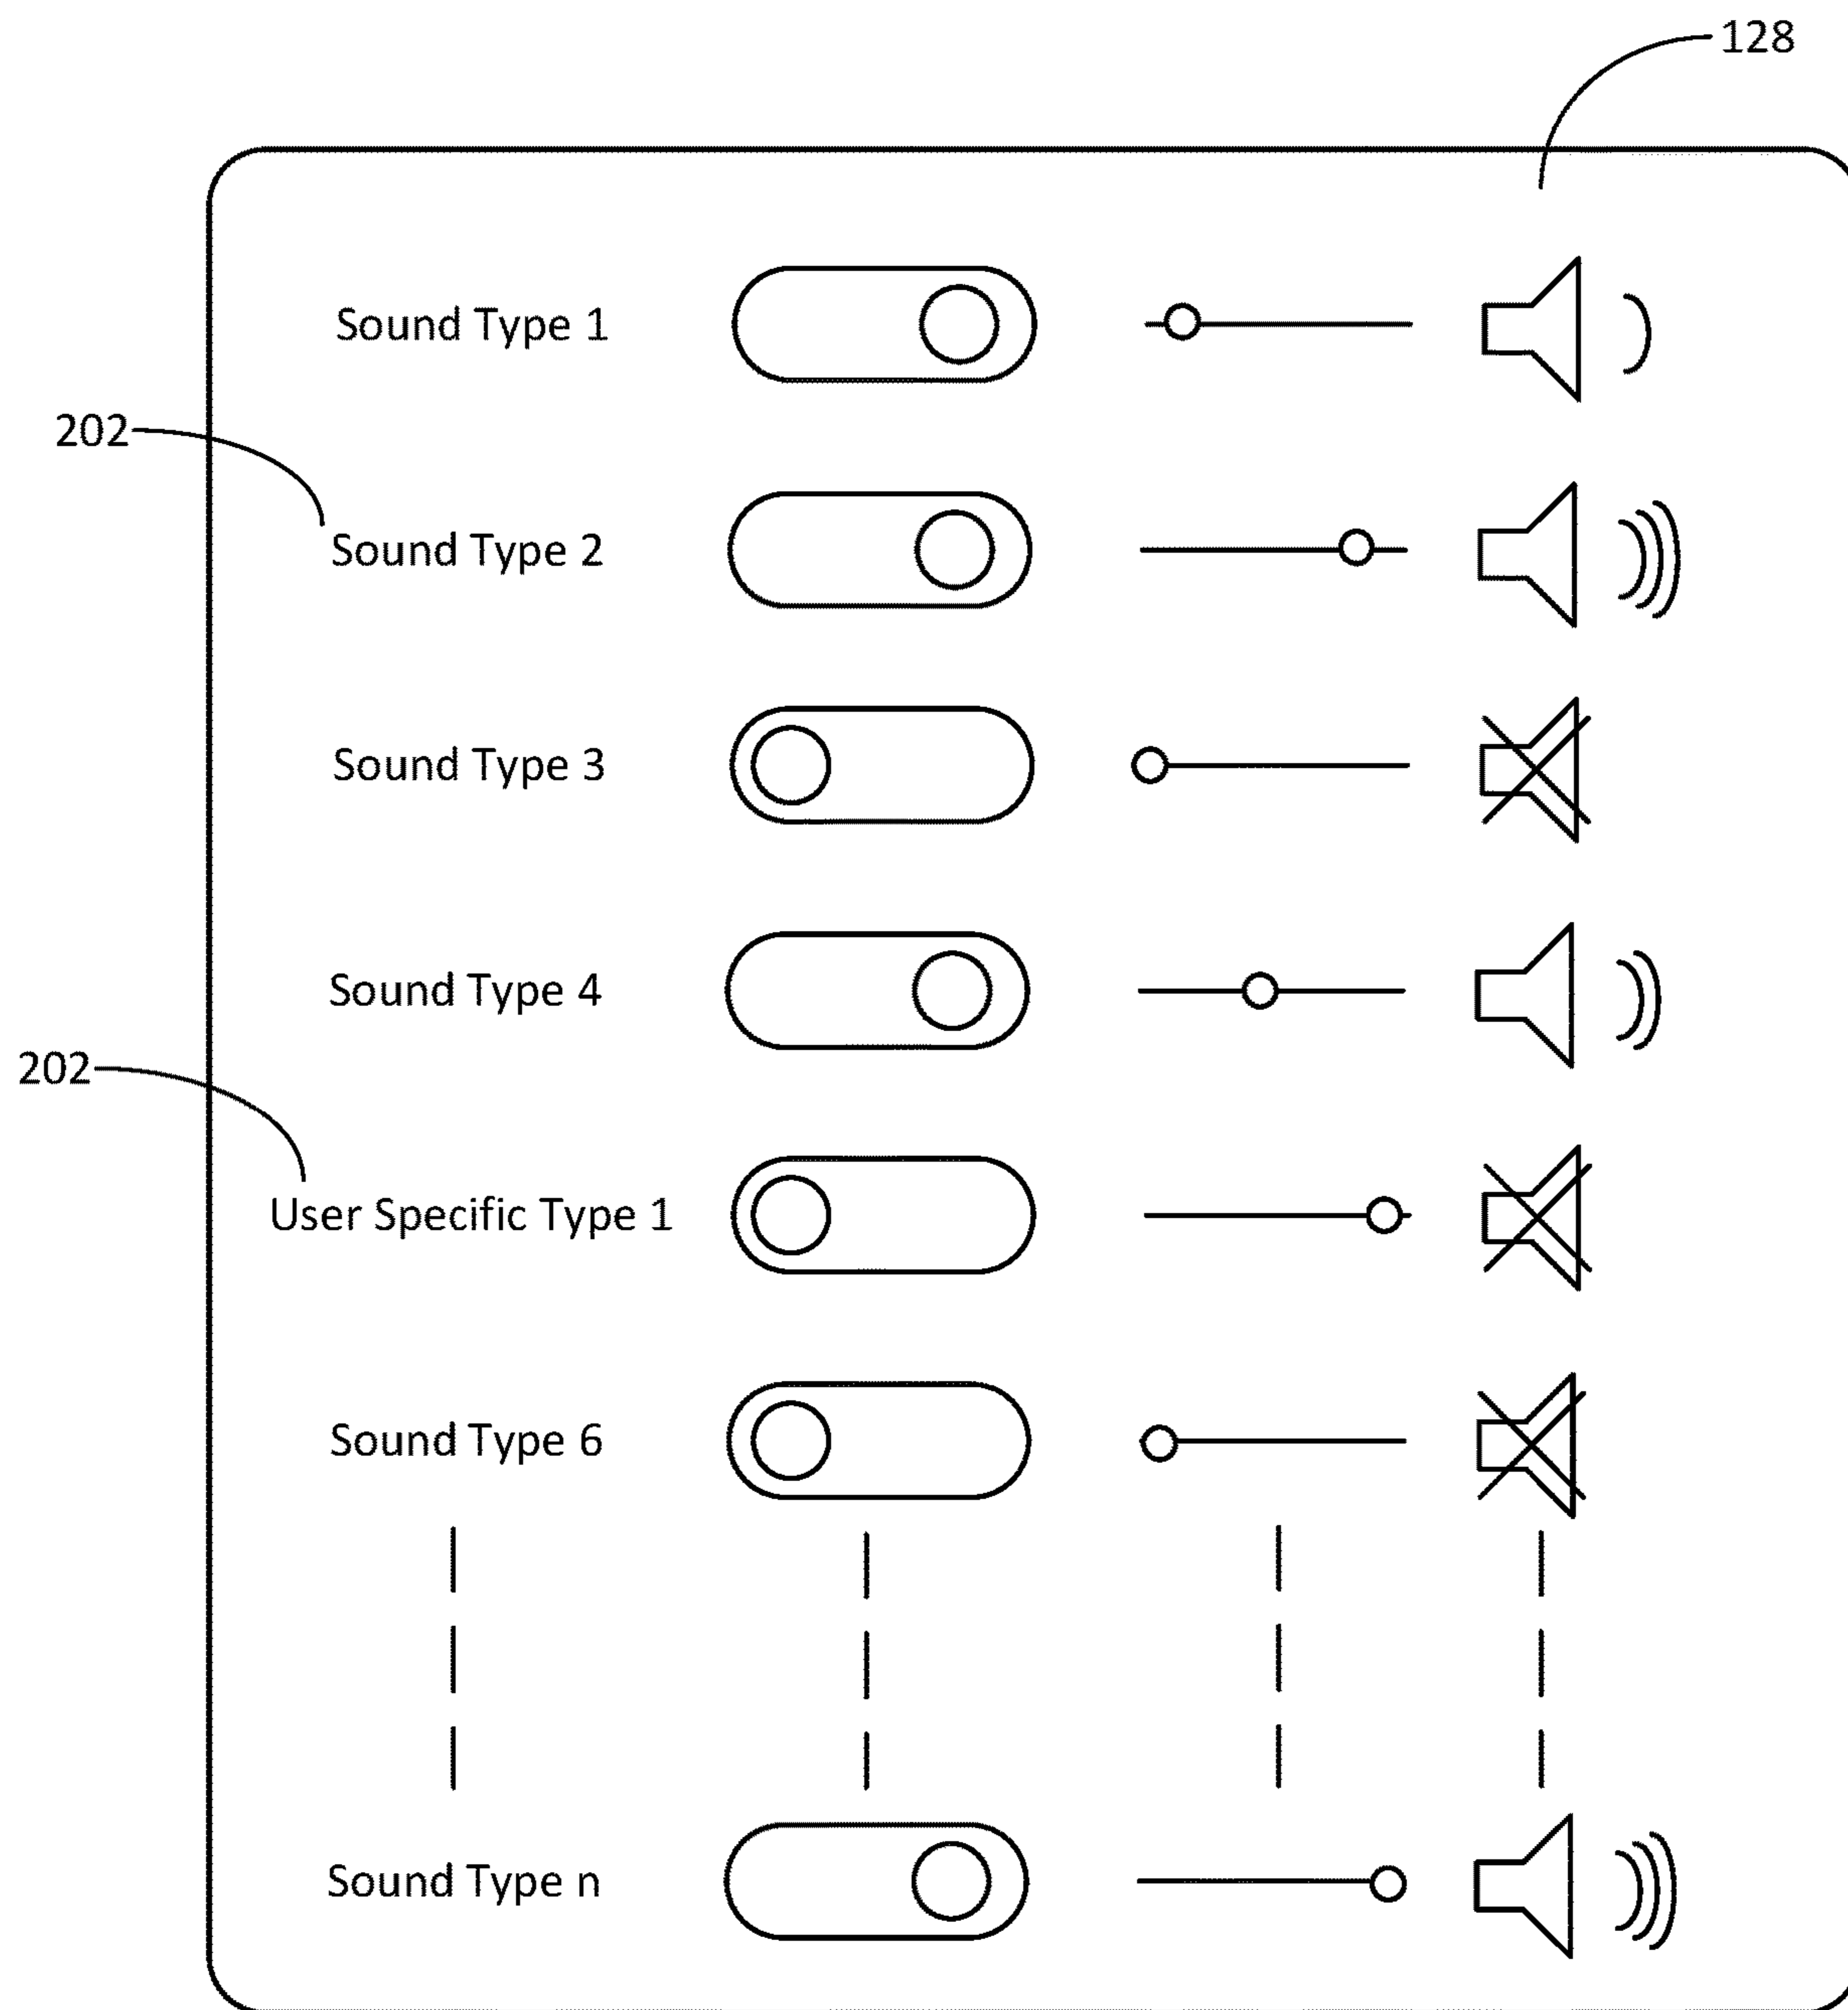 128
Sound Type 1
202
Sound Type 2
Sound Type 3
Sound Type 4
202
User Specific Type 1
Sound Type 6
Sound Type n